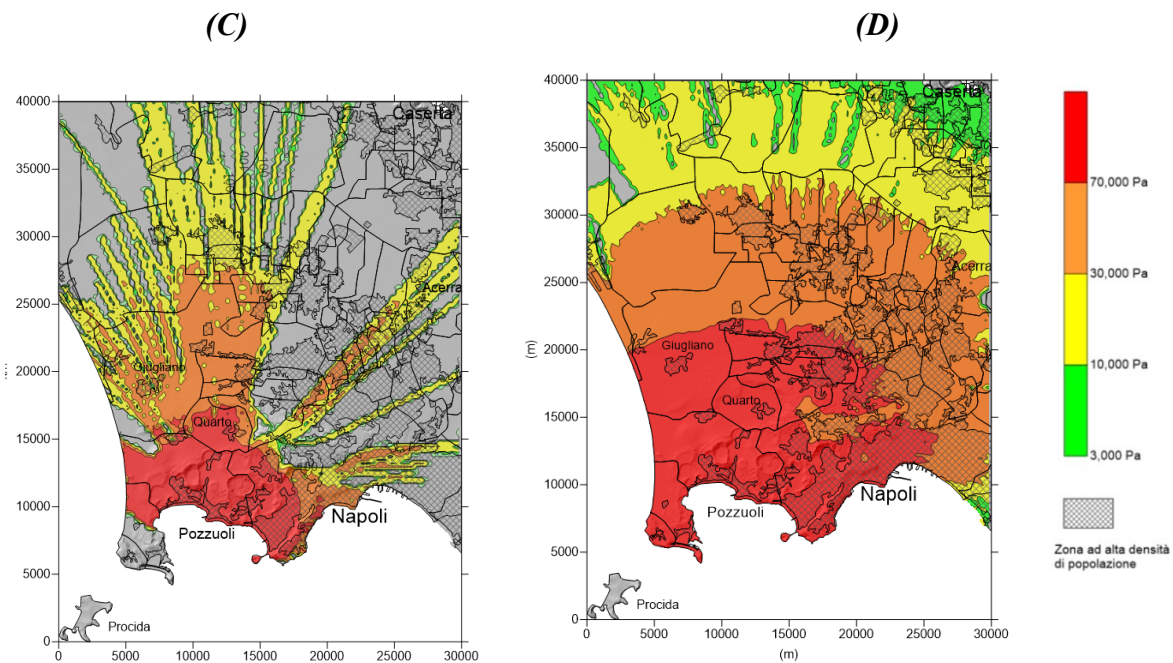 (C)
(D)
40000
35000
30000
25000
20000
15000
10000
5000
0
0
5000
10000
15000
20000
25000
30000
Caserta
Acerra
Giugliano
Quarto
Napoli
Pozzuoli
Procida
40000
35000
30000
25000
20000
15000
10000
5000
0
(m)
0
5000
10000
15000
20000
25000
30000
(m)
Caserta
Acerra
Giugliano
Quarto
Napoli
Pozzuoli
Procida
70,000 Pa
30,000 Pa
10,000 Pa
3,000 Pa
Zona ad alta densità
di popolazione